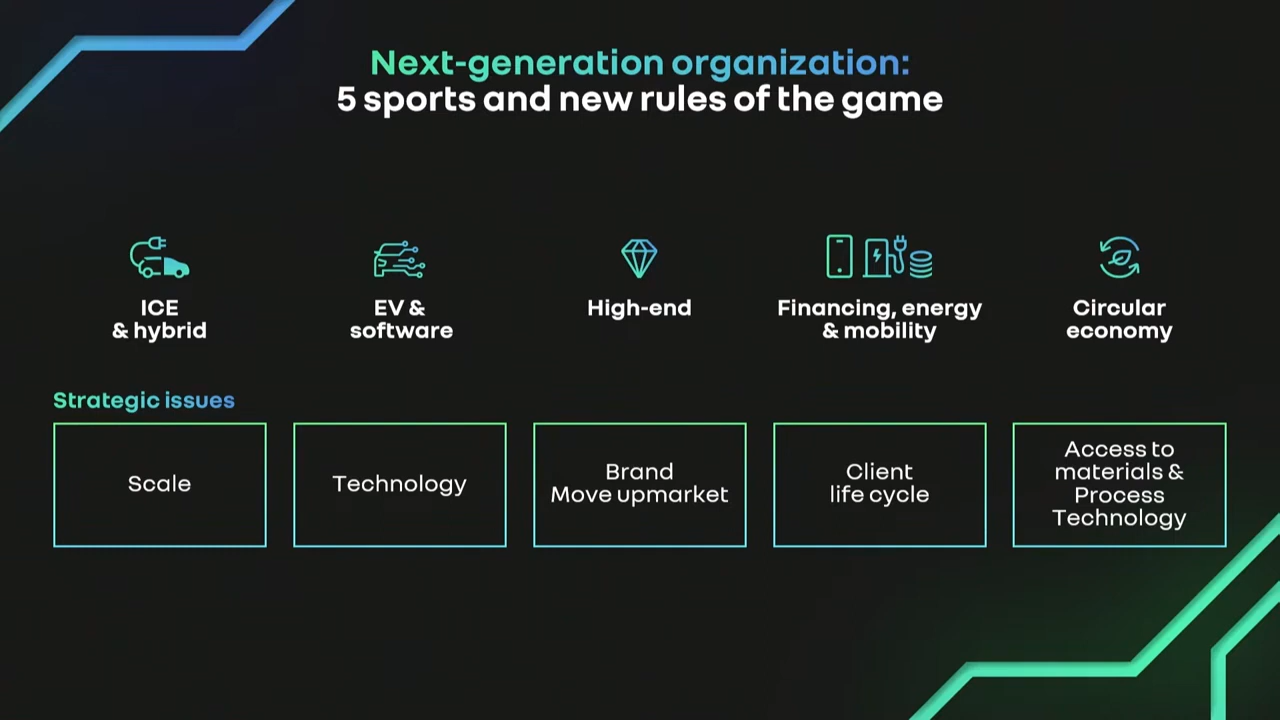 Next-generation organization:
5 sports and new rules of the game
ICE
& hybrid
EV &
software
High-end
Financing, energy
& mobility
Circular
economy
Strategic issues
Scale
Technology
Brand
Move upmarket
Client
life cycle
Access to
materials &
Process
Technology